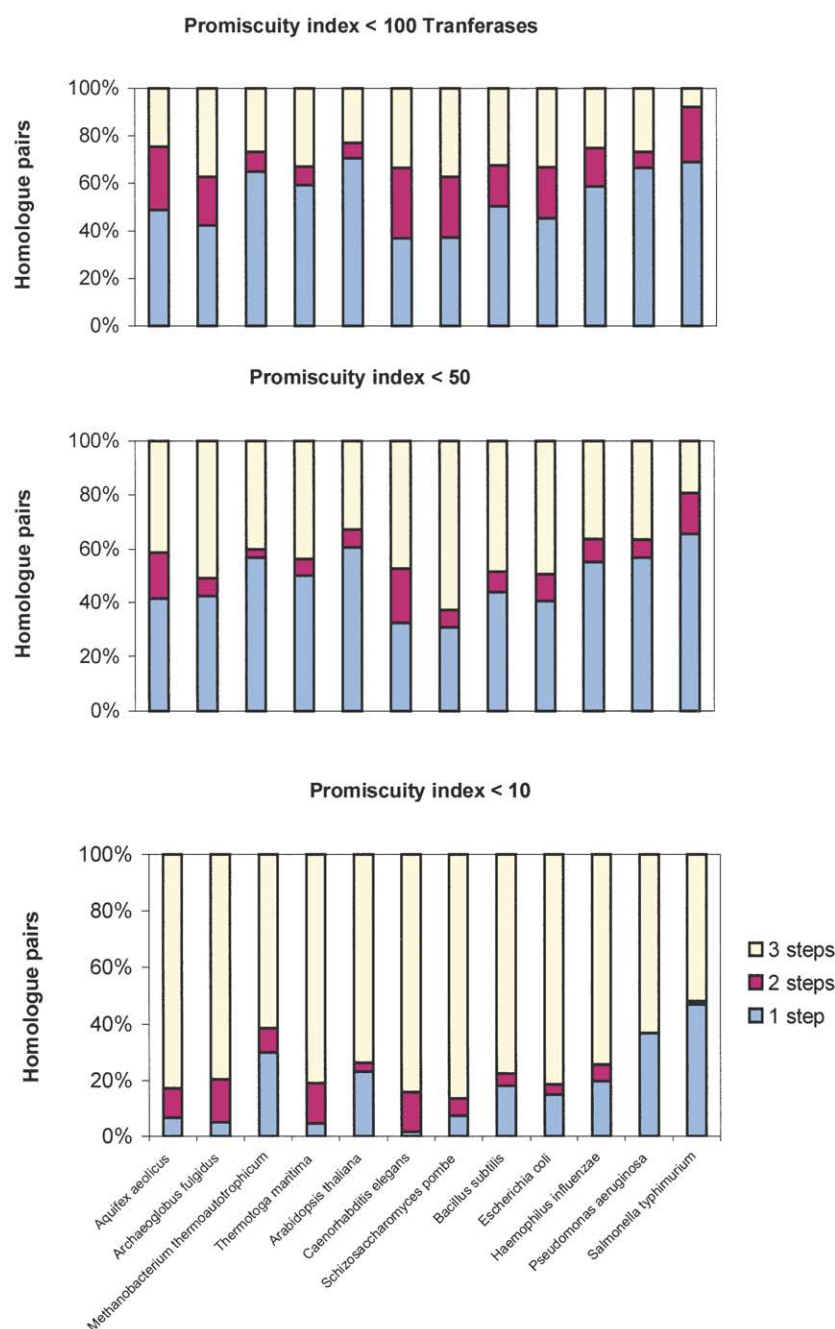 Promiscuity index < 100 Tranferases
100%
80%
60%
40%
20%
0%
Homologue pairs
Promiscuity index < 50
100%
80%
60%
40%
20%
0%
Homologue pairs
Promiscuity index < 10
100%
80%
60%
40%
20%
0%
Homologue pairs
3 steps
2 steps
1 step
Aquifex aeolicus
Archaeoglobus fulgidus
Methanobacterium thermoautotrophicum
Thermotoga maritima
Arabidopsis thaliana
Caenorhabditis elegans
Schizosaccharomyces pombe
Bacillus subtilis
Escherichia coli
Haemophilus influenzae
Pseudomonas aeruginosa
Salmonella typhimurium